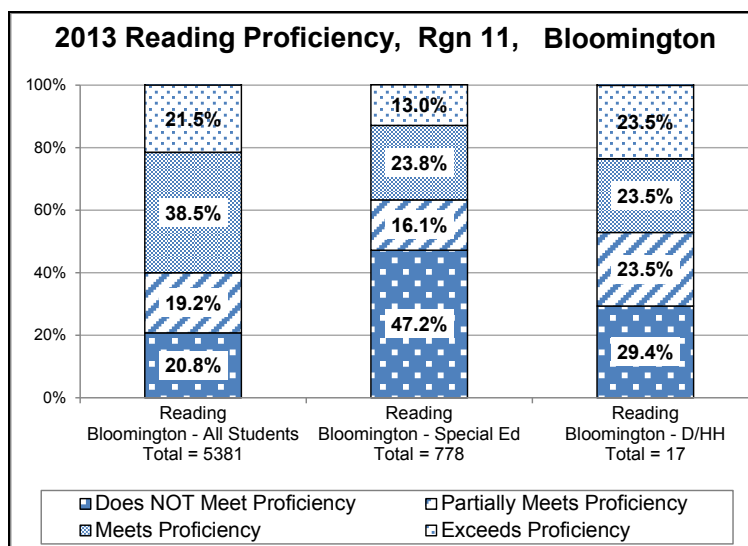 2013 Reading Proficiency, Rgn 11, Bloomington
100%
80%
60%
40%
20%
0%
21.5%
38.5%
19.2%
20.8%
13.0%
23.8%
16.1%
47.2%
23.5%
23.5%
23.5%
29.4%
Reading
Bloomington - All Students
Total = 5381
Reading
Bloomington - Special Ed
Total = 778
Reading
Bloomington - D/HH
Total = 17
Does NOT Meet Proficiency
Partially Meets Proficiency
Meets Proficiency
Exceeds Proficiency